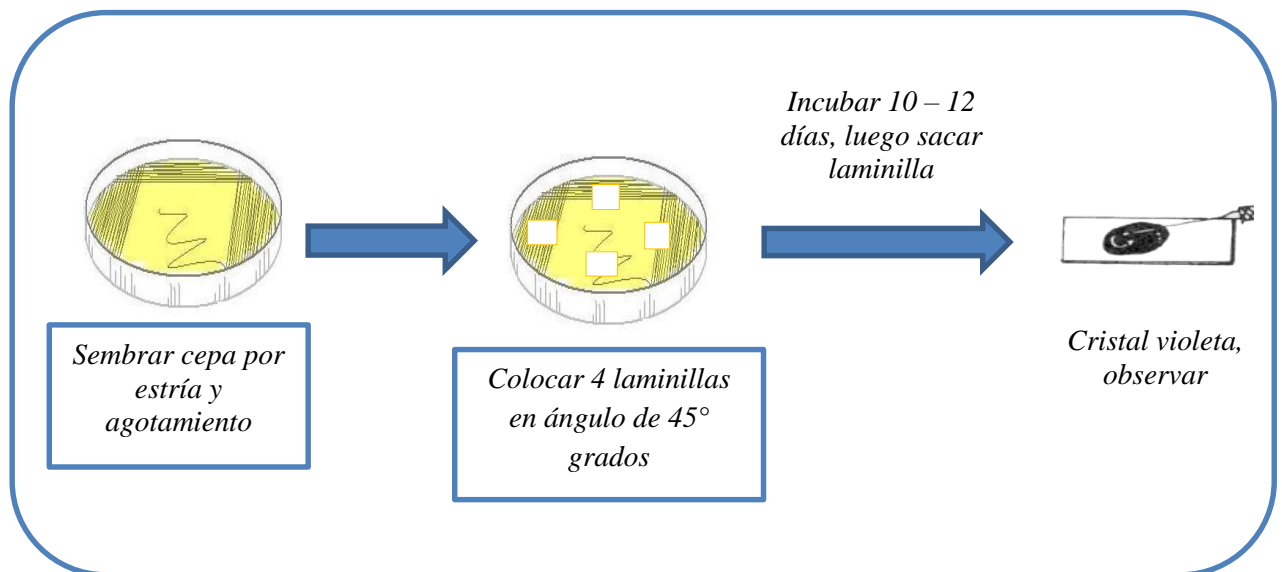 Sembrar cepa por
estría y
agotamiento
Colocar 4 laminillas
en ángulo de 45°
grados
Incubar 10 – 12
días, luego sacar
laminilla
Cristal violeta,
observar